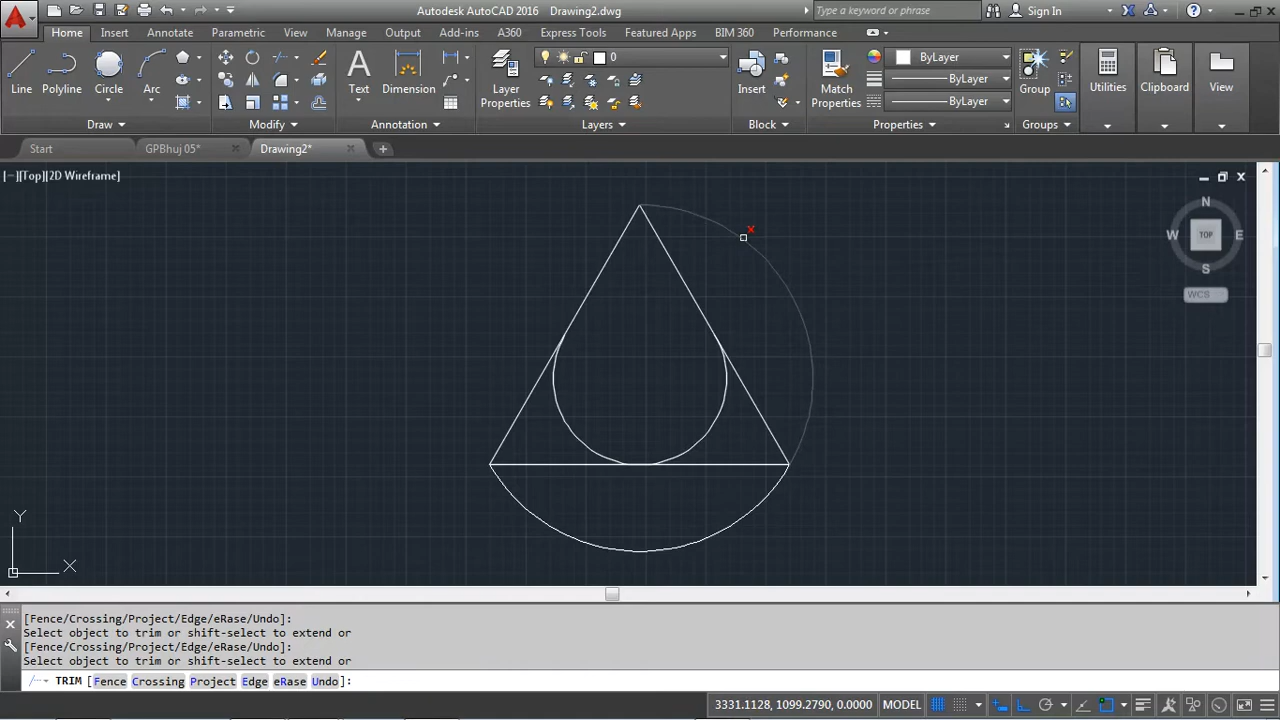 Autodesk AutoCAD 2016 Drawing2.dwg
Type a keyword or phrase
Sign In
Home Insert Annotate Parametric View Manage Output Add-ins A360 Express Tools Featured Apps BIM 360 Performance
0
ByLayer
ByLayer
ByLayer
Line Polyline Circle Arc Text Dimension Layer Properties Insert Match Properties Group Utilities Clipboard View
Draw Modify Annotation Layers Block Properties Groups
Start GPBhuj 05* Drawing2*
[−][Top][2D Wireframe]
N
W TOP E
S
WCS
Y
X
[Fence/Crossing/Project/Edge/eRase/Undo]:
Select object to trim or shift-select to extend or
[Fence/Crossing/Project/Edge/eRase/Undo]:
Select object to trim or shift-select to extend or
TRIM [Fence Crossing Project Edge eRase Undo]:
3331.1128, 1099.2790, 0.0000 MODEL